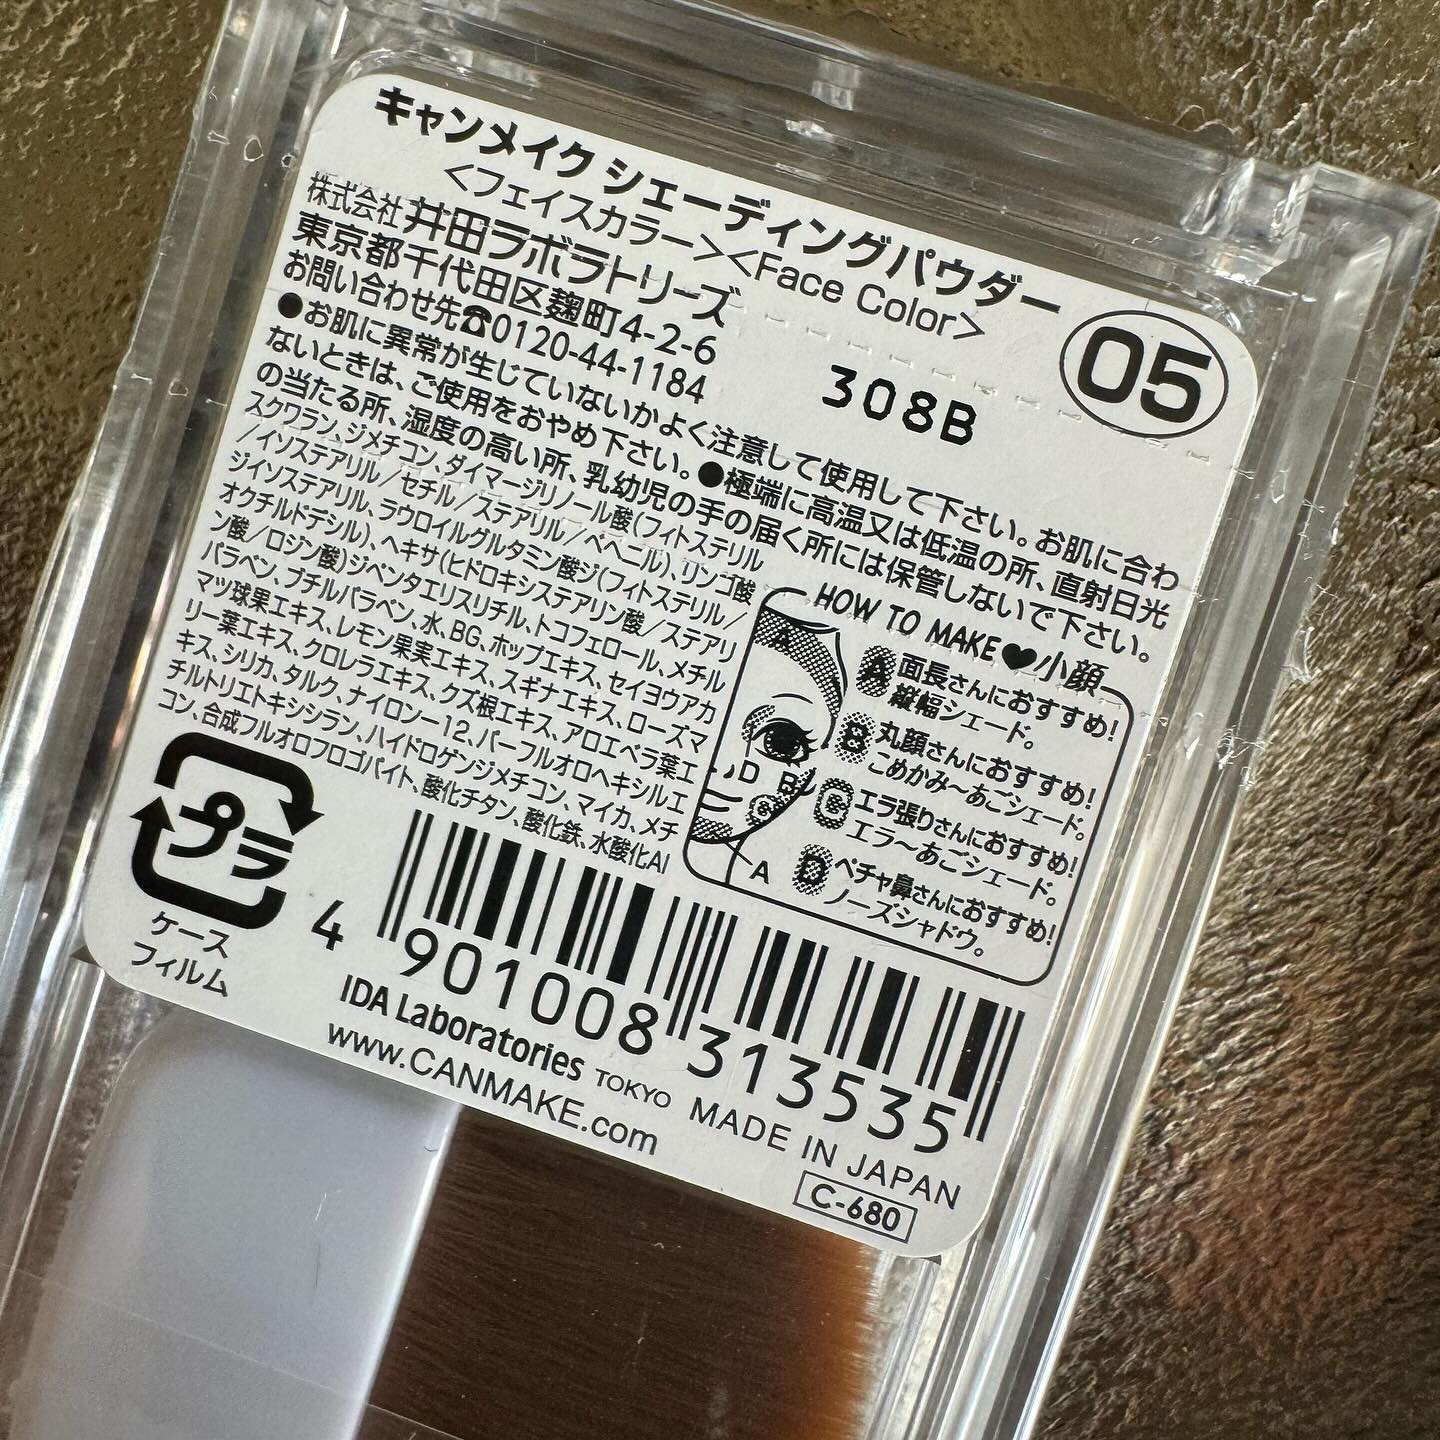 キャンメイク シェーディングパウダー
<フェイスカラー><Face Color>
05
308B
株式会社 井田ラボラトリーズ
東京都千代田区麹町4-2-6
お問い合わせ先☎0120-44-1184
●お肌に異常が生じていないかよく注意して使用して下さい。お肌に合わ
ないときは、ご使用をおやめ下さい。●極端に高温又は低温の所、直射日光
の当たる所、湿度の高い所、乳幼児の手の届く所には保管しないで下さい。
スクワラン、ジメチコン、ダイマージリノール酸(フィトステリル
/イソステアリル/セチル/ステアリル/ベヘニル)、リンゴ酸
ジイソステアリル、ラウロイルグルタミン酸ジ(フィトステリル/
オクチルドデシル)、ヘキサ(ヒドロキシステアリン酸/ステアリ
ン酸/ロジン酸)ジペンタエリスリチル、トコフェロール、メチル
パラベン、ブチルパラベン、水、BG、ホップエキス、セイヨウアカ
マツ球果エキス、レモン果実エキス、スギナエキス、ローズマ
リー葉エキス、クロレラエキス、クズ根エキス、アロエベラ葉エ
キス、シリカ、タルク、ナイロン-12、パーフルオロヘキシルエ
チルトリエトキシシラン、ハイドロゲンジメチコン、マイカ、メチ
コン、合成フルオロフロゴパイト、酸化チタン、酸化鉄、水酸化Al
HOW TO MAKE♥小顔
A
D
B
C
A
A 面長さんにおすすめ!
縦幅シェード。
B 丸顔さんにおすすめ!
こめかみ~あごシェード。
C エラ張りさんにおすすめ!
エラ~あごシェード。
D ペチャ鼻さんにおすすめ!
ノーズシャドウ。
プラ
ケース
フィルム
4 901008 313535
IDA Laboratories TOKYO
www.CANMAKE.com
MADE IN JAPAN
C-680